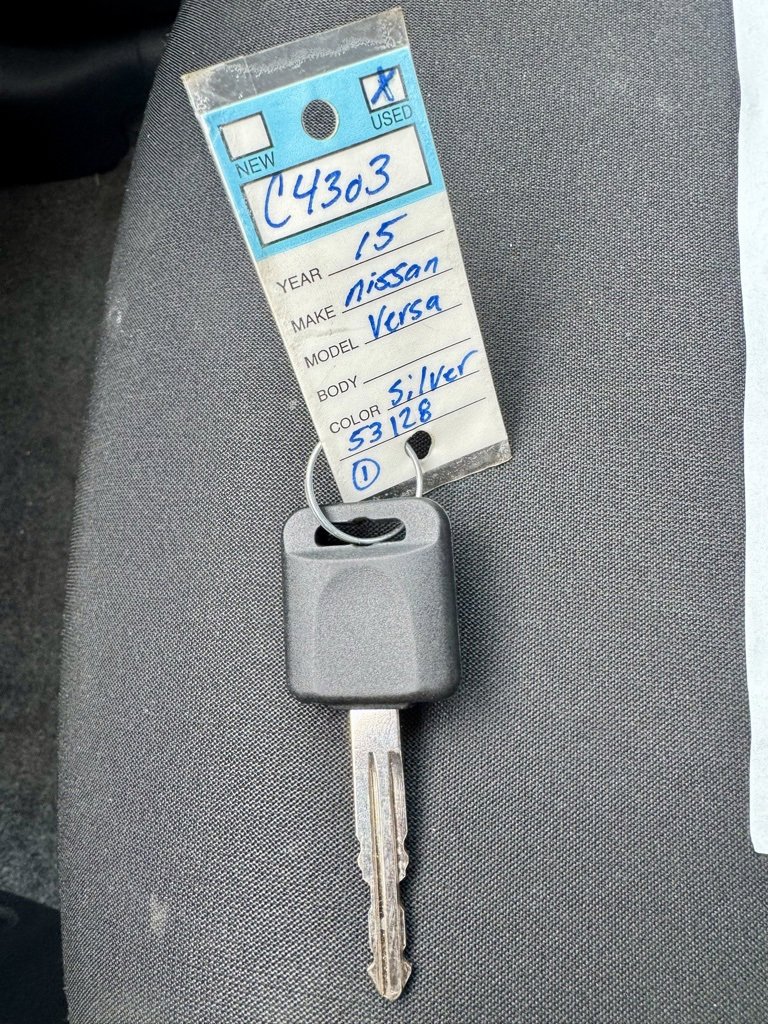 X
NEW USED
C4303
YEAR 15
MAKE nissan
MODEL Versa
BODY
COLOR silver
53128
1